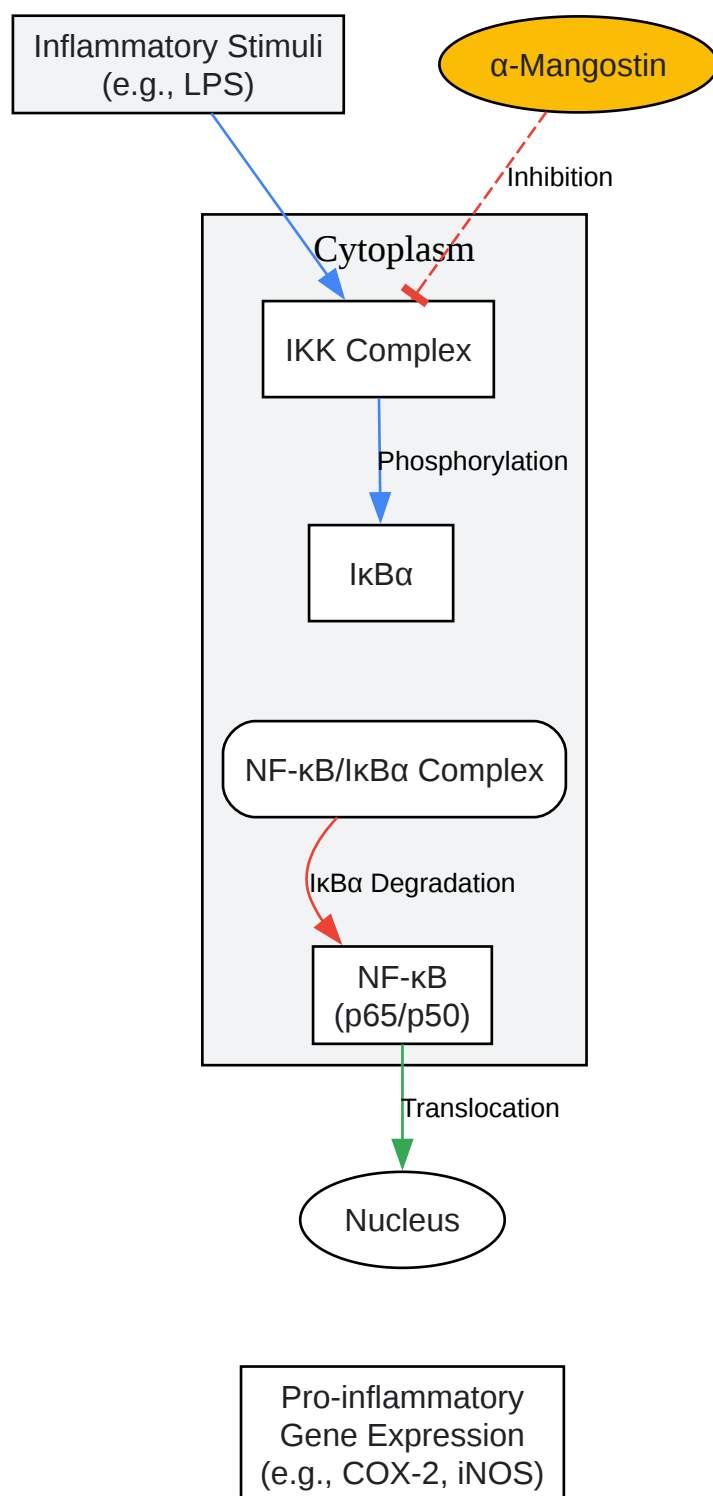 Inflammatory Stimuli
(e.g., LPS)
α-Mangostin
Inhibition
Cytoplasm
IKK Complex
Phosphorylation
IκBα
NF-κB/IκBα Complex
IκBα Degradation
NF-κB
(p65/p50)
Translocation
Nucleus
Pro-inflammatory
Gene Expression
(e.g., COX-2, iNOS)